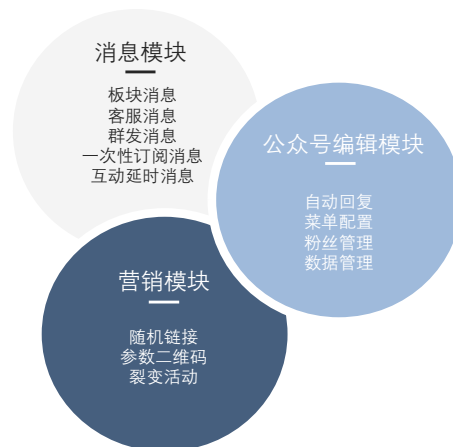 消息模块
板块消息
客服消息
群发消息
一次性订阅消息
互动延时消息
公众号编辑模块
自动回复
菜单配置
粉丝管理
数据管理
营销模块
随机链接
参数二维码
裂变活动